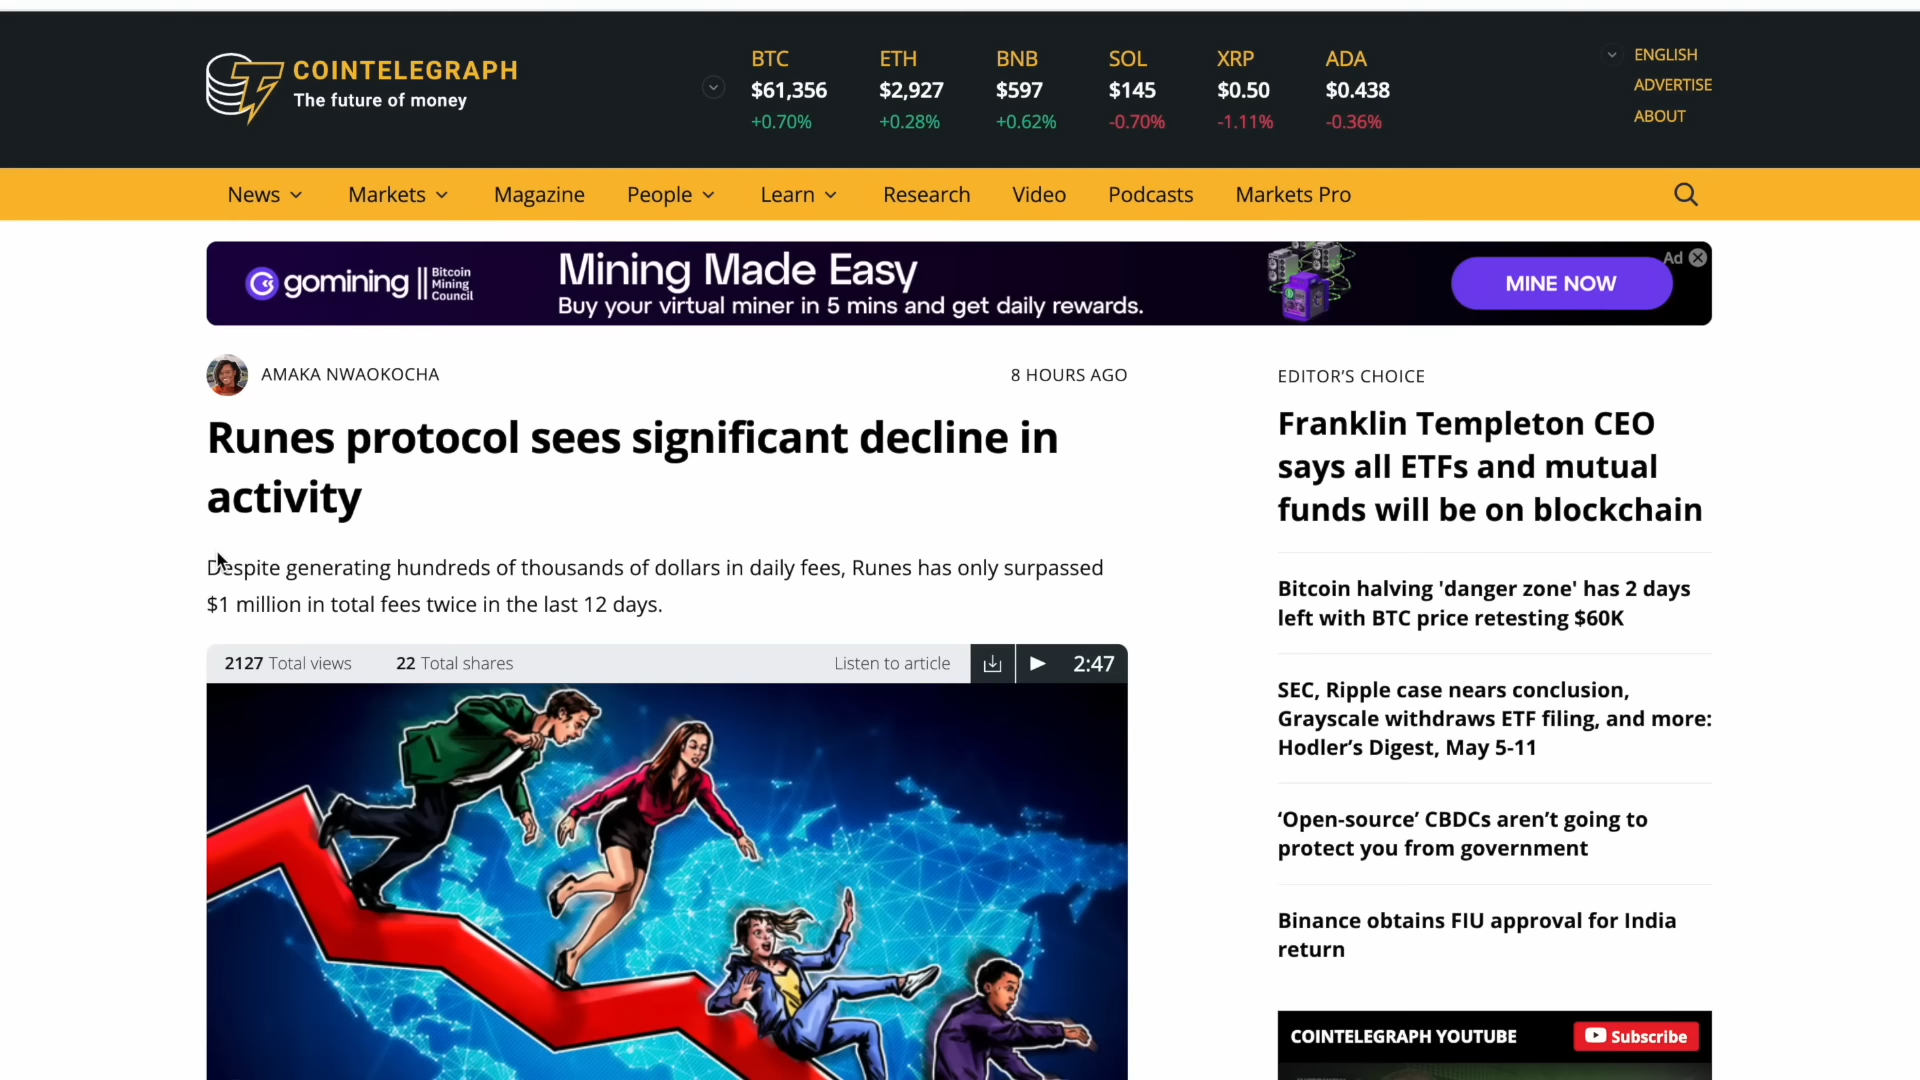 COINTELEGRAPH
The future of money
BTC
$61,356
+0.70%
ETH
$2,927
+0.28%
BNB
$597
+0.62%
SOL
$145
-0.70%
XRP
$0.50
-1.11%
ADA
$0.438
-0.36%
ENGLISH
ADVERTISE
ABOUT
News
Markets
Magazine
People
Learn
Research
Video
Podcasts
Markets Pro
gomining
Bitcoin
Mining
Council
Mining Made Easy
Buy your virtual miner in 5 mins and get daily rewards.
MINE NOW
Ad
AMAKA NWAOKOCHA
8 HOURS AGO
Runes protocol sees significant decline in
activity
Despite generating hundreds of thousands of dollars in daily fees, Runes has only surpassed
$1 million in total fees twice in the last 12 days.
2127 Total views
22 Total shares
Listen to article
2:47
EDITOR'S CHOICE
Franklin Templeton CEO
says all ETFs and mutual
funds will be on blockchain
Bitcoin halving 'danger zone' has 2 days
left with BTC price retesting $60K
SEC, Ripple case nears conclusion,
Grayscale withdraws ETF filing, and more:
Hodler’s Digest, May 5-11
‘Open-source’ CBDCs aren’t going to
protect you from government
Binance obtains FIU approval for India
return
COINTELEGRAPH YOUTUBE
Subscribe